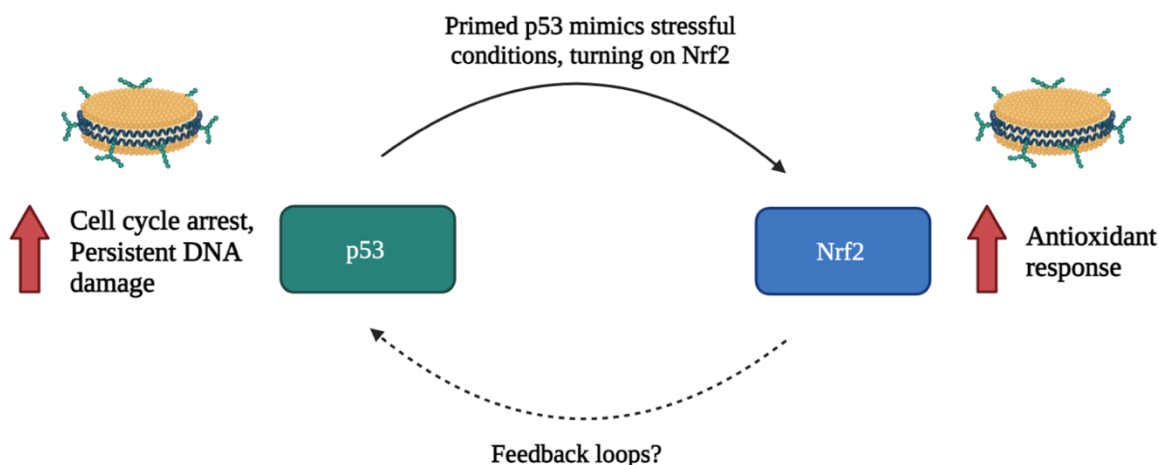 Primed p53 mimics stressful
conditions, turning on Nrf2
Cell cycle arrest,
Persistent DNA
damage
p53
Nrf2
Antioxidant
response
Feedback loops?